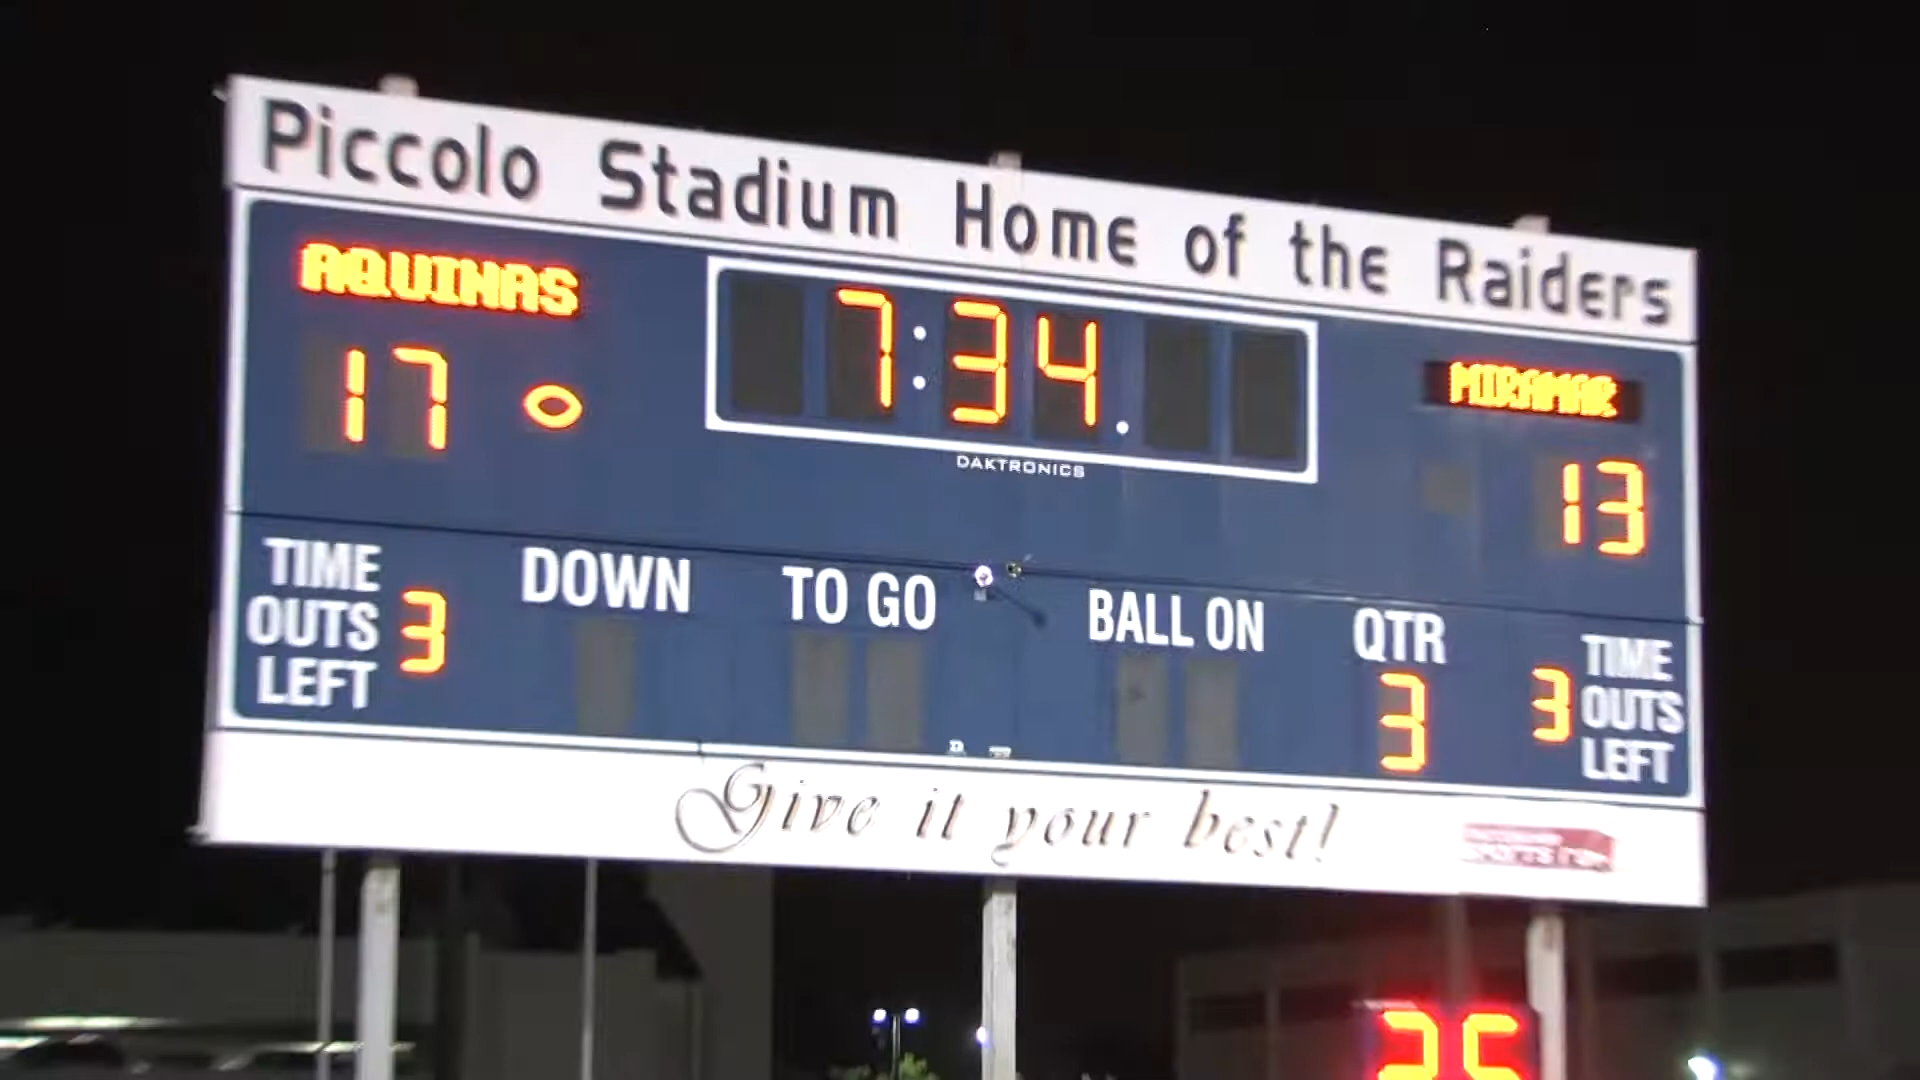 Piccolo Stadium Home of the Raiders
AQUINAS
7:34.
MIRAMAR
17
13
DAKTRONICS
TIME OUTS LEFT
3
DOWN
TO GO
BALL ON
QTR
3
3
TIME OUTS LEFT
Give it your best!
25